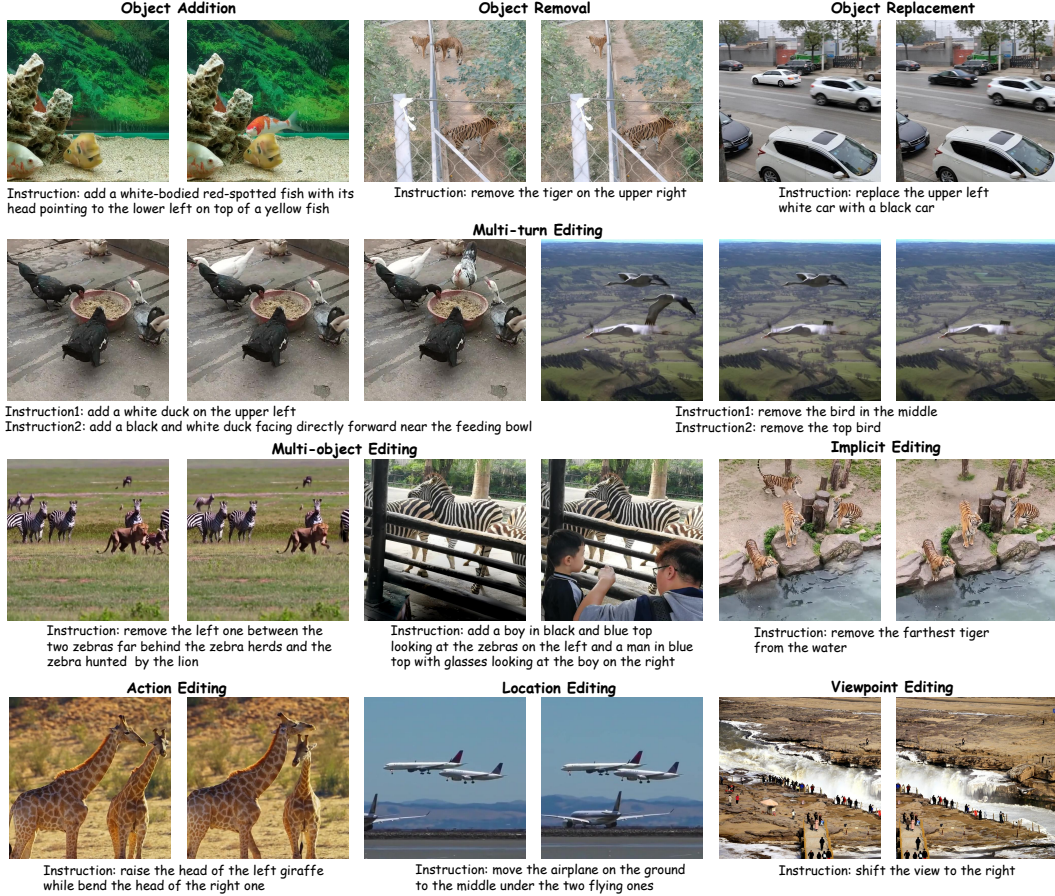 Object Addition
Object Removal
Object Replacement
Instruction: add a white-bodied red-spotted fish with its
head pointing to the lower left on top of a yellow fish
Instruction: remove the tiger on the upper right
Instruction: replace the upper left
white car with a black car
Multi-turn Editing
Instruction1: add a white duck on the upper left
Instruction2: add a black and white duck facing directly forward near the feeding bowl
Instruction1: remove the bird in the middle
Instruction2: remove the top bird
Multi-object Editing
Implicit Editing
Instruction: remove the left one between the
two zebras far behind the zebra herds and the
zebra hunted by the lion
Instruction: add a boy in black and blue top
looking at the zebras on the left and a man in blue
top with glasses looking at the boy on the right
Instruction: remove the farthest tiger
from the water
Action Editing
Location Editing
Viewpoint Editing
Instruction: raise the head of the left giraffe
while bend the head of the right one
Instruction: move the airplane on the ground
to the middle under the two flying ones
Instruction: shift the view to the right